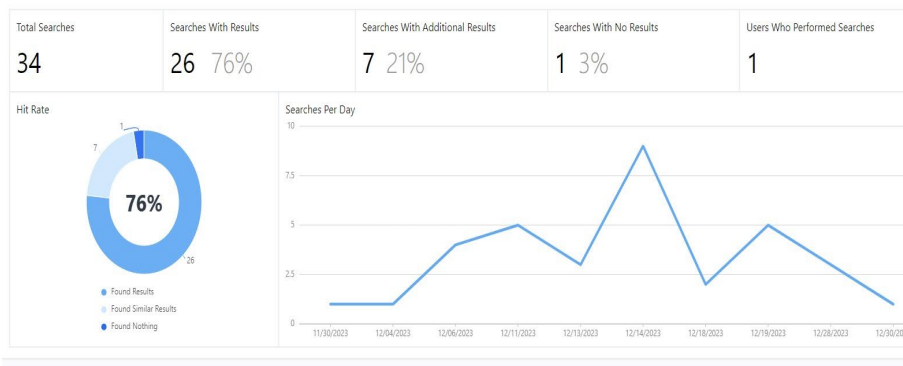 Total Searches
34
Searches With Results
26 76%
Searches With Additional Results
7 21%
Searches With No Results
1 3%
Users Who Performed Searches
1
Hit Rate
1
7
76%
26
Found Results
Found Similar Results
Found Nothing
Searches Per Day
10
7.5
5
2.5
0
11/30/2023 12/04/2023 12/06/2023 12/11/2023 12/13/2023 12/14/2023 12/18/2023 12/19/2023 12/28/2023 12/30/20